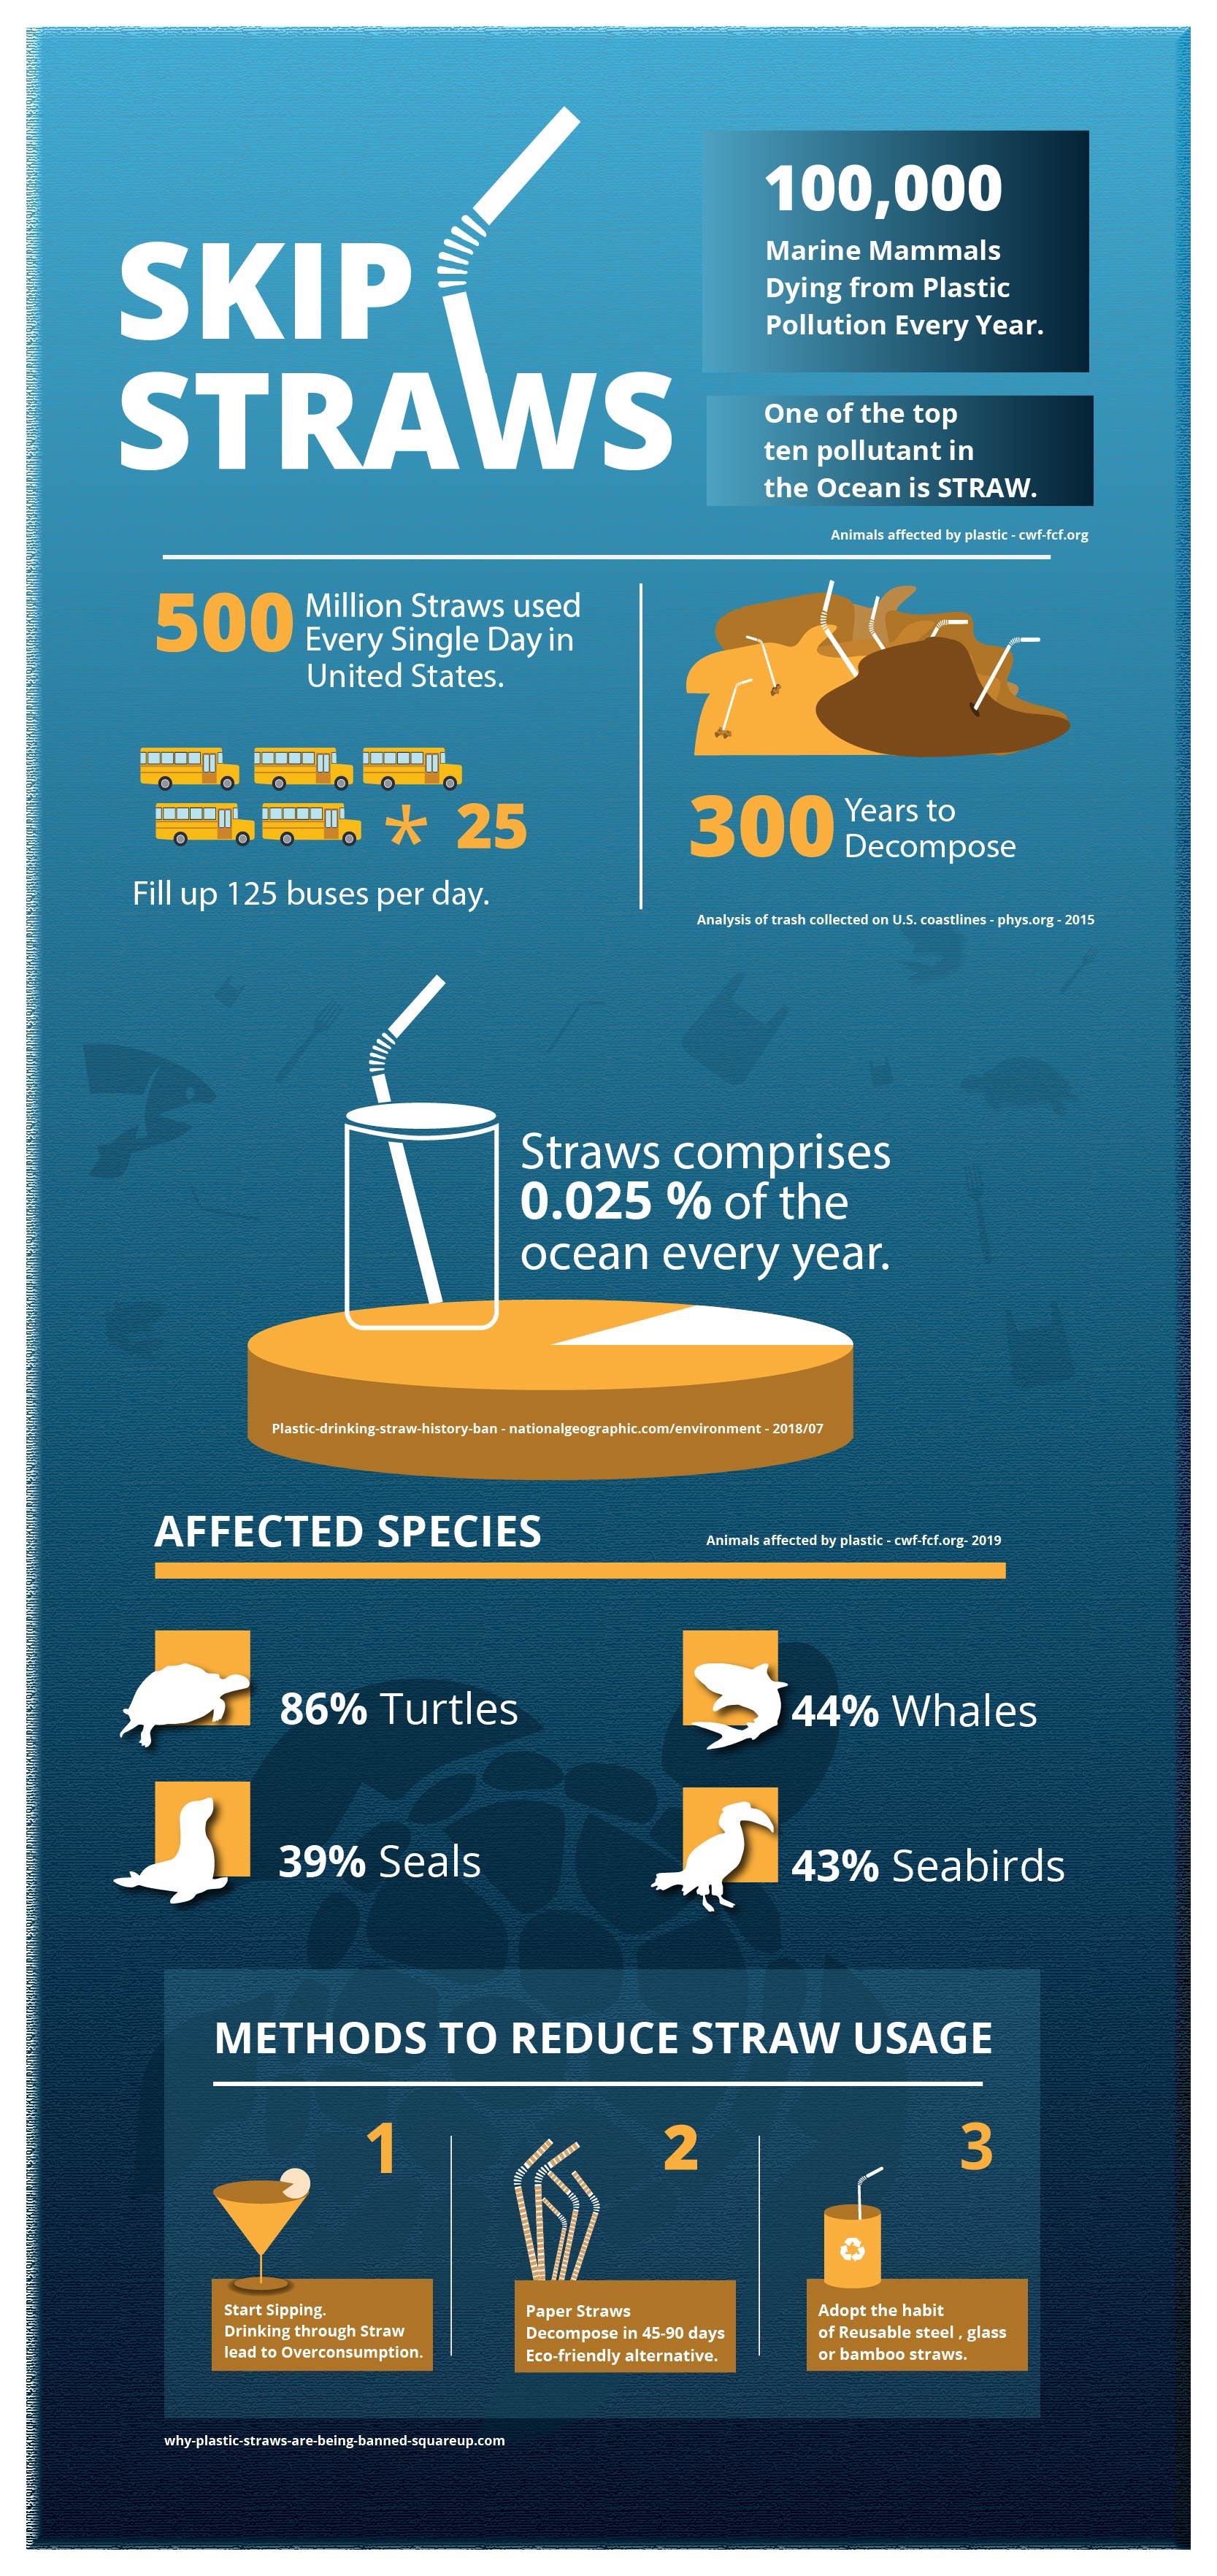 SKIP
STRAWS
100,000
Marine Mammals
Dying from Plastic
Pollution Every Year.
One of the top
ten pollutant in
the Ocean is STRAW.
Animals affected by plastic - cwf-fcf.org
500 Million Straws used
Every Single Day in
United States.
* 25
Fill up 125 buses per day.
300 Years to
Decompose
Analysis of trash collected on U.S. coastlines - phys.org - 2015
Straws comprises
0.025 % of the
ocean every year.
Plastic-drinking-straw-history-ban - nationalgeographic.com/environment - 2018/07
AFFECTED SPECIES
Animals affected by plastic - cwf-fcf.org- 2019
86% Turtles
44% Whales
39% Seals
43% Seabirds
METHODS TO REDUCE STRAW USAGE
1
Start Sipping.
Drinking through Straw
lead to Overconsumption.
2
Paper Straws
Decompose in 45-90 days
Eco-friendly alternative.
3
Adopt the habit
of Reusable steel , glass
or bamboo straws.
why-plastic-straws-are-being-banned-squareup.com